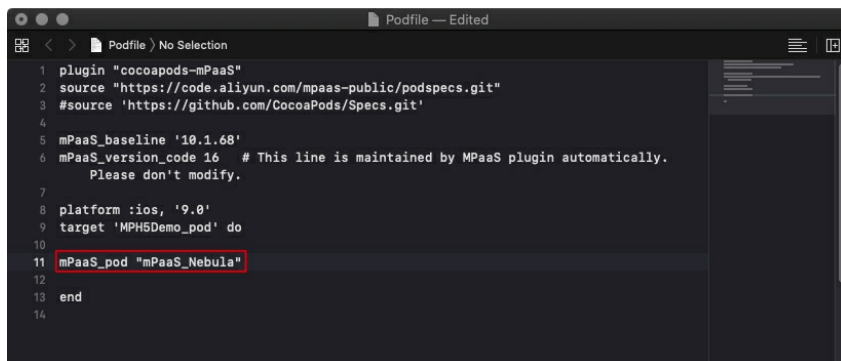 Podfile — Edited
Podfile 〉 No Selection
1 plugin "cocoapods-mPaaS"
2 source "https://code.aliyun.com/mpaas-public/podspecs.git"
3 #source 'https://github.com/CocoaPods/Specs.git'
4
5 mPaaS_baseline '10.1.68'
6 mPaaS_version_code 16   # This line is maintained by MPaaS plugin automatically.
Please don't modify.
7
8 platform :ios, '9.0'
9 target 'MPH5Demo_pod' do
10
11 mPaaS_pod "mPaaS_Nebula"
12
13 end
14